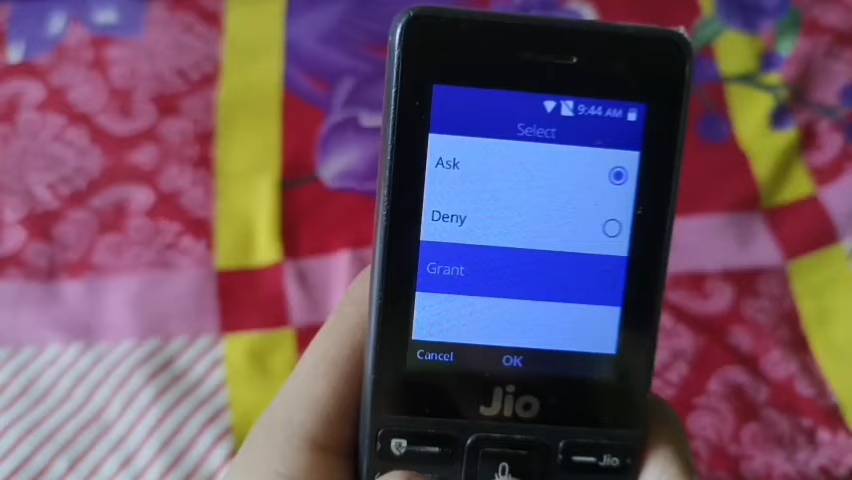 9:44 AM
Select
Ask
Deny
Grant
Cancel OK
Jio
Jio